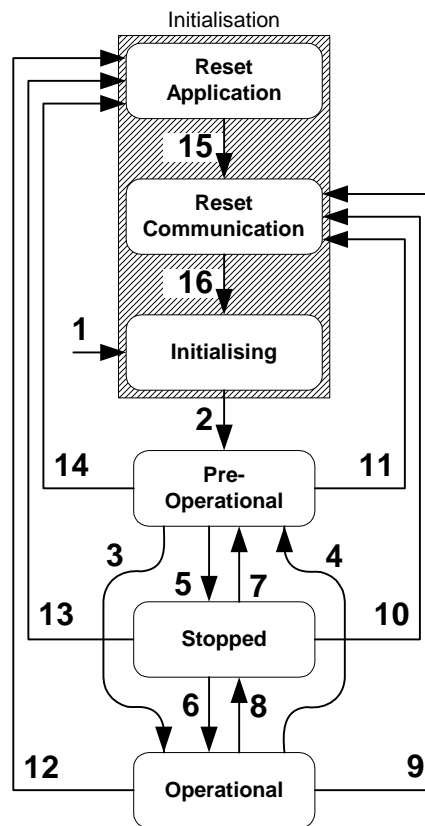 Initialisation
Reset
Application
15
Reset
Communication
16
1
Initialising
2
14
Pre-
Operational
11
3
5
7
4
13
Stopped
10
6
8
12
Operational
9